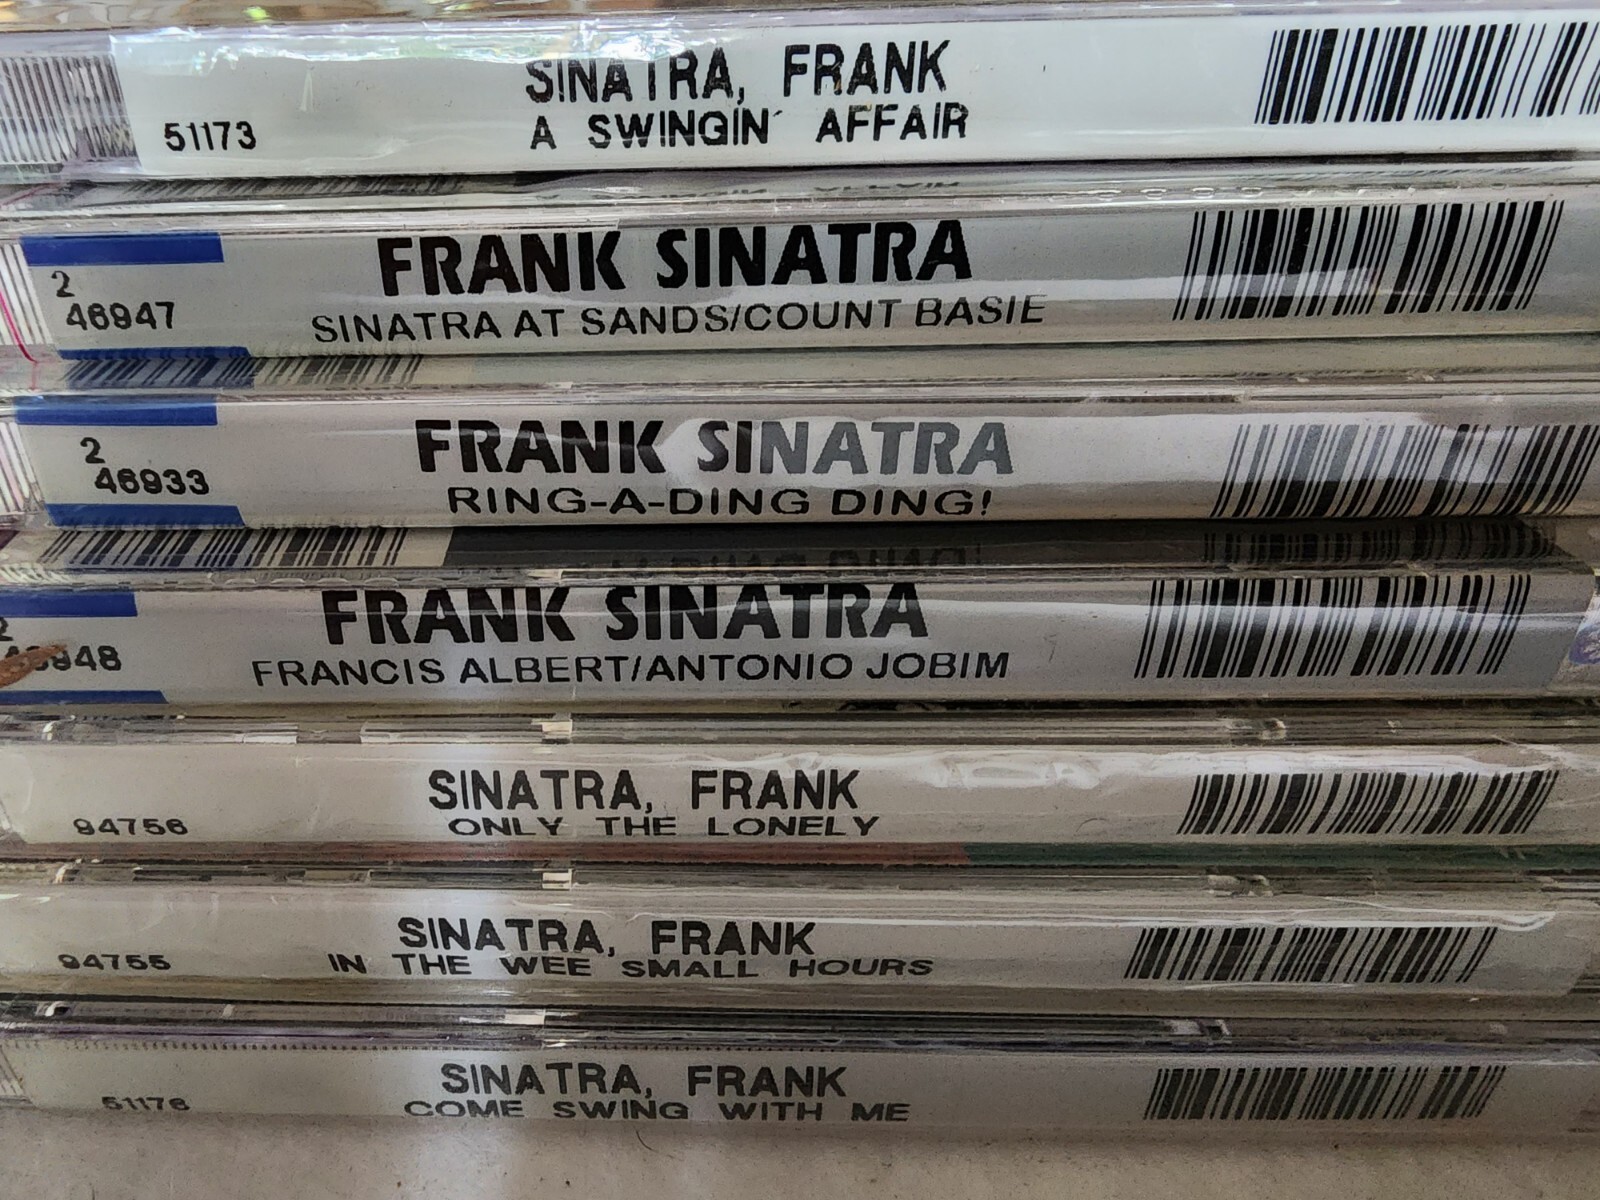 SINATRA, FRANK
51173 A SWINGIN' AFFAIR
2 FRANK SINATRA
46947 SINATRA AT SANDS/COUNT BASIE
2 FRANK SINATRA
46933 RING-A-DING DING!
2 FRANK SINATRA
FRANCIS ALBERT/ANTONIO JOBIM
SINATRA, FRANK
94756 ONLY THE LONELY
SINATRA, FRANK
94755 IN THE WEE SMALL HOURS
SINATRA, FRANK
51176 COME SWING WITH ME